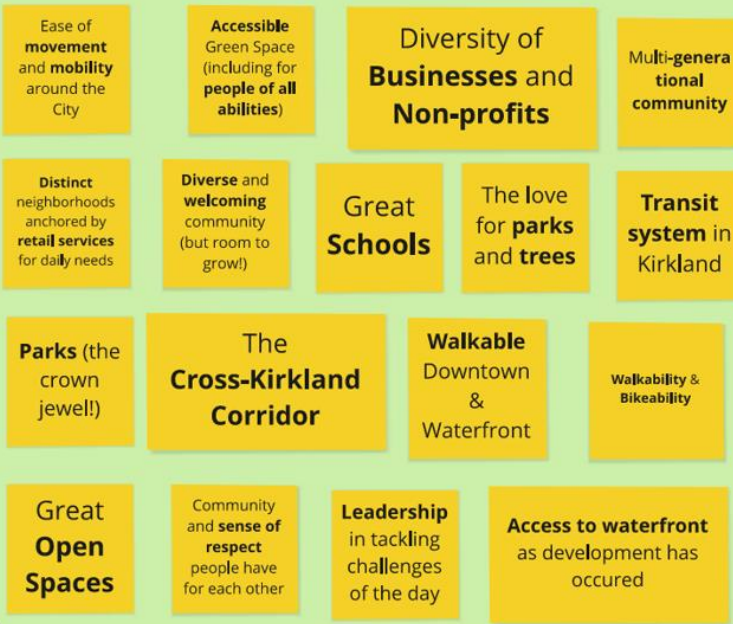 Ease of
movement
and mobility
around the
City
Accessible
Green Space
(including for
people of all
abilities)
Diversity of
Businesses and
Non-profits
Multi-genera
tional
community
Distinct
neighborhoods
anchored by
retail services
for daily needs
Diverse and
welcoming
community
(but room to
grow!)
Great
Schools
The love
for parks
and trees
Transit
system in
Kirkland
Parks (the
crown
jewel!)
The
Cross-Kirkland
Corridor
Walkable
Downtown
&
Waterfront
Walkability &
Bikeability
Great
Open
Spaces
Community
and sense of
respect
people have
for each other
Leadership
in tackling
challenges
of the day
Access to waterfront
as development has
occured